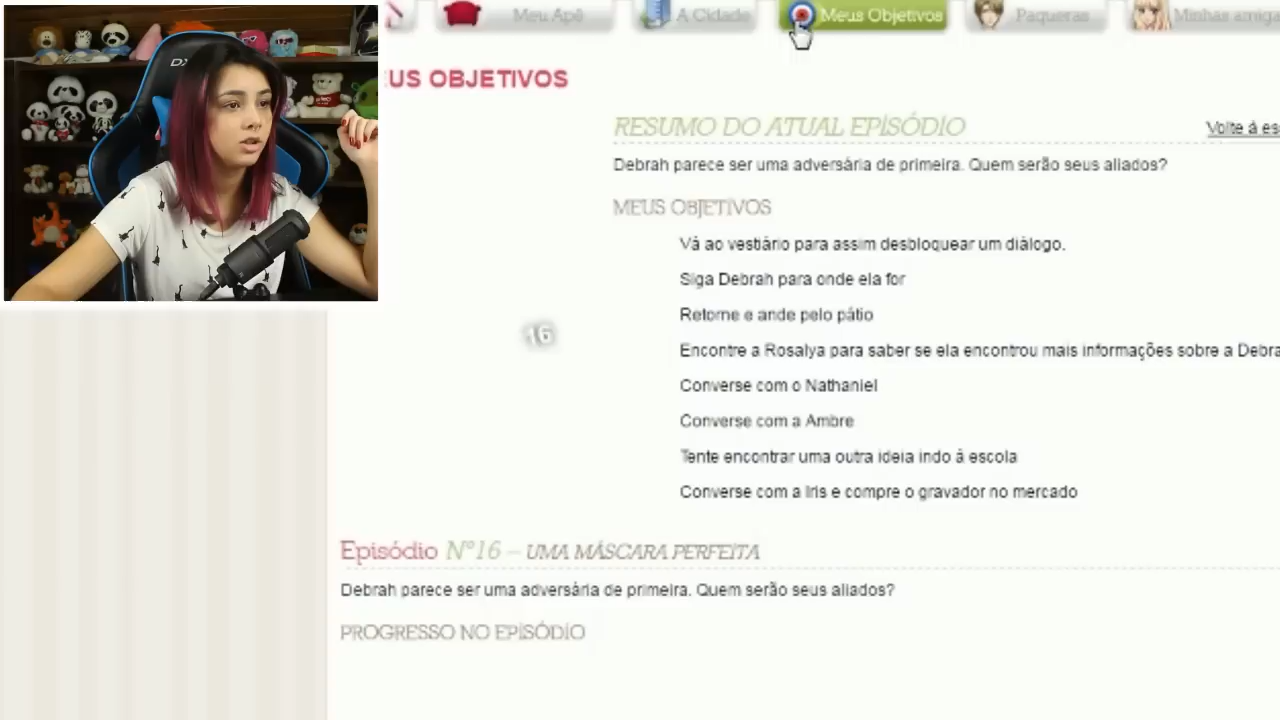 Meu Apê
A Cidade
Meus Objetivos
Paqueras
Minhas amiga
DX
US OBJETIVOS
RESUMO DO ATUAL EPISÓDIO
Volte à es
Debrah parece ser uma adversária de primeira. Quem serão seus aliados?
MEUS OBJETIVOS
Vá ao vestiário para assim desbloquear um diálogo.
Siga Debrah para onde ela for
16
Retorne e ande pelo pátio
Encontre a Rosalya para saber se ela encontrou mais informações sobre a Debra
Converse com o Nathaniel
Converse com a Ambre
Tente encontrar uma outra ideia indo à escola
Converse com a Iris e compre o gravador no mercado
Episódio N°16 – UMA MÁSCARA PERFEITA
Debrah parece ser uma adversária de primeira. Quem serão seus aliados?
PROGRESSO NO EPISÓDIO